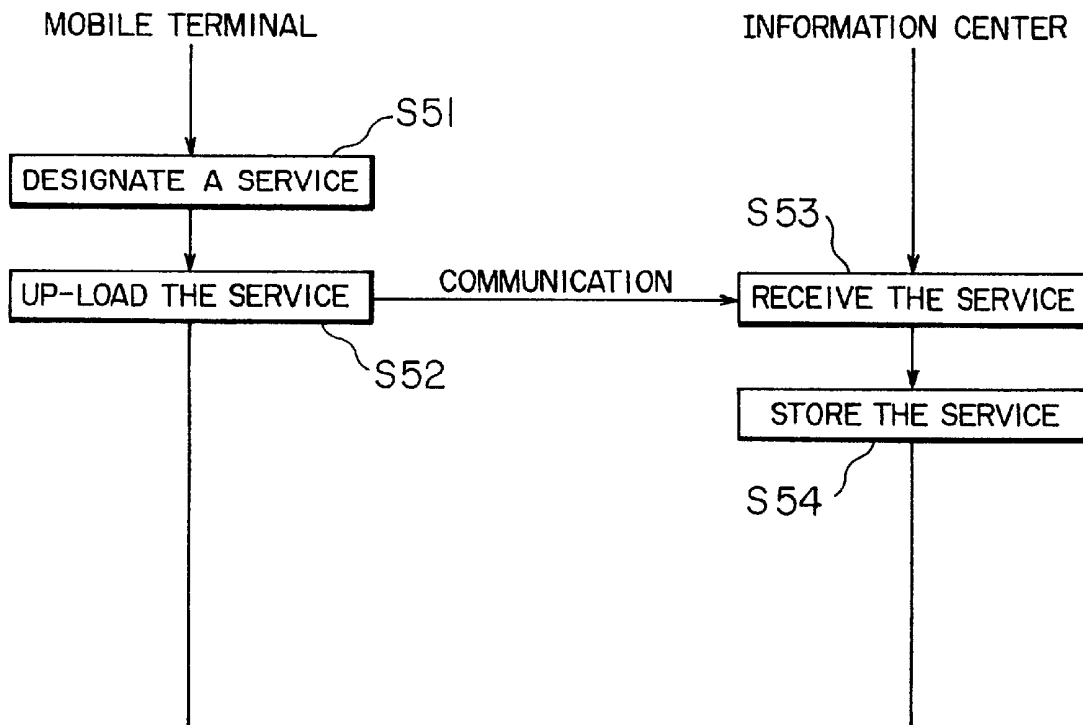 MOBILE TERMINAL
INFORMATION CENTER
S51
DESIGNATE A SERVICE
S53
UP-LOAD THE SERVICE
COMMUNICATION
RECEIVE THE SERVICE
S52
STORE THE SERVICE
S54